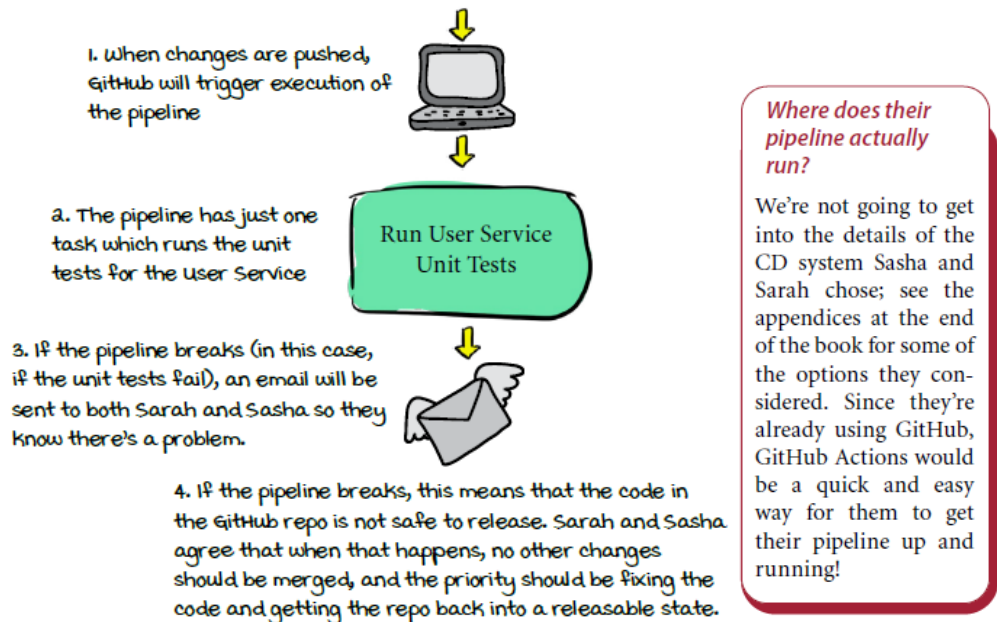 1. When changes are pushed,
GitHub will trigger execution of
the pipeline
2. The pipeline has just one
task which runs the unit
tests for the User Service
Run User Service
Unit Tests
3. If the pipeline breaks (in this case,
if the unit tests fail), an email will be
sent to both Sarah and Sasha so they
know there's a problem.
4. If the pipeline breaks, this means that the code in
the GitHub repo is not safe to release. Sarah and Sasha
agree that when that happens, no other changes
should be merged, and the priority should be fixing the
code and getting the repo back into a releasable state.
Where does their
pipeline actually
run?
We're not going to get
into the details of the
CD system Sasha and
Sarah chose; see the
appendices at the end
of the book for some of
the options they con-
sidered. Since they're
already using GitHub,
GitHub Actions would
be a quick and easy
way for them to get
their pipeline up and
running!